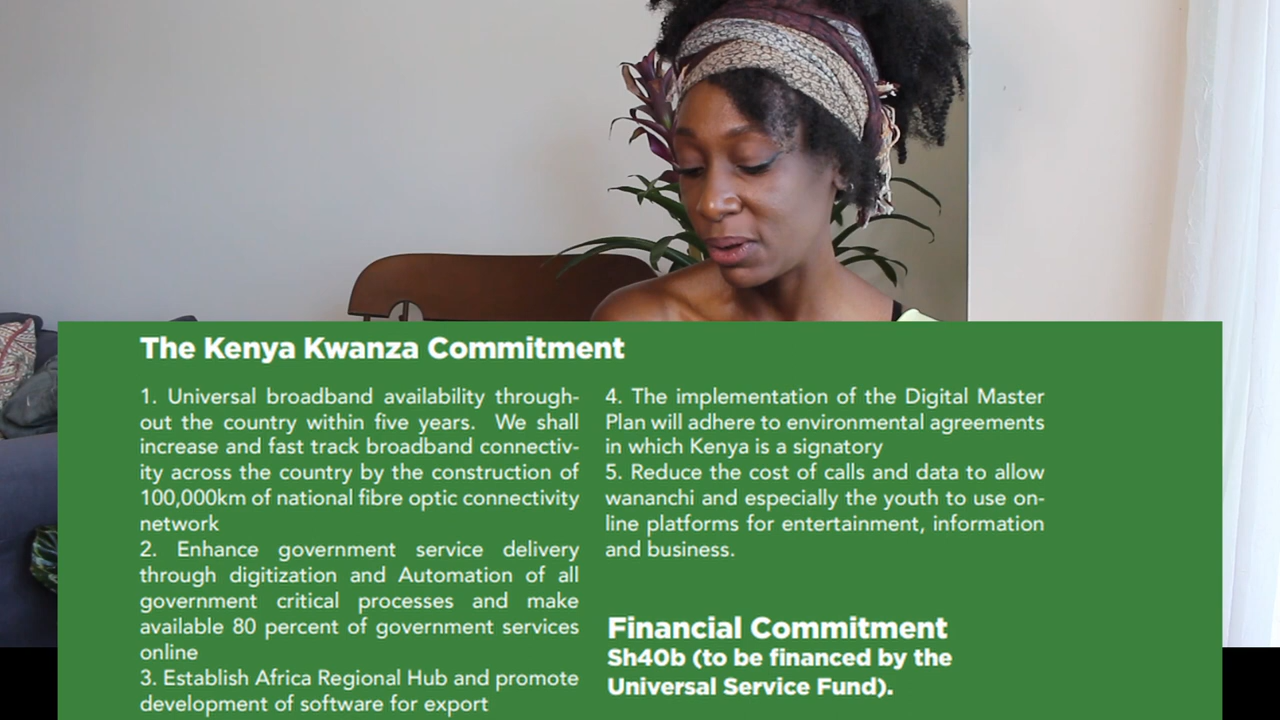 The Kenya Kwanza Commitment
1. Universal broadband availability through-
out the country within five years. We shall
increase and fast track broadband connectiv-
ity across the country by the construction of
100,000km of national fibre optic connectivity
network
2. Enhance government service delivery
through digitization and Automation of all
government critical processes and make
available 80 percent of government services
online
3. Establish Africa Regional Hub and promote
development of software for export
4. The implementation of the Digital Master
Plan will adhere to environmental agreements
in which Kenya is a signatory
5. Reduce the cost of calls and data to allow
wananchi and especially the youth to use on-
line platforms for entertainment, information
and business.
Financial Commitment
Sh40b (to be financed by the
Universal Service Fund).